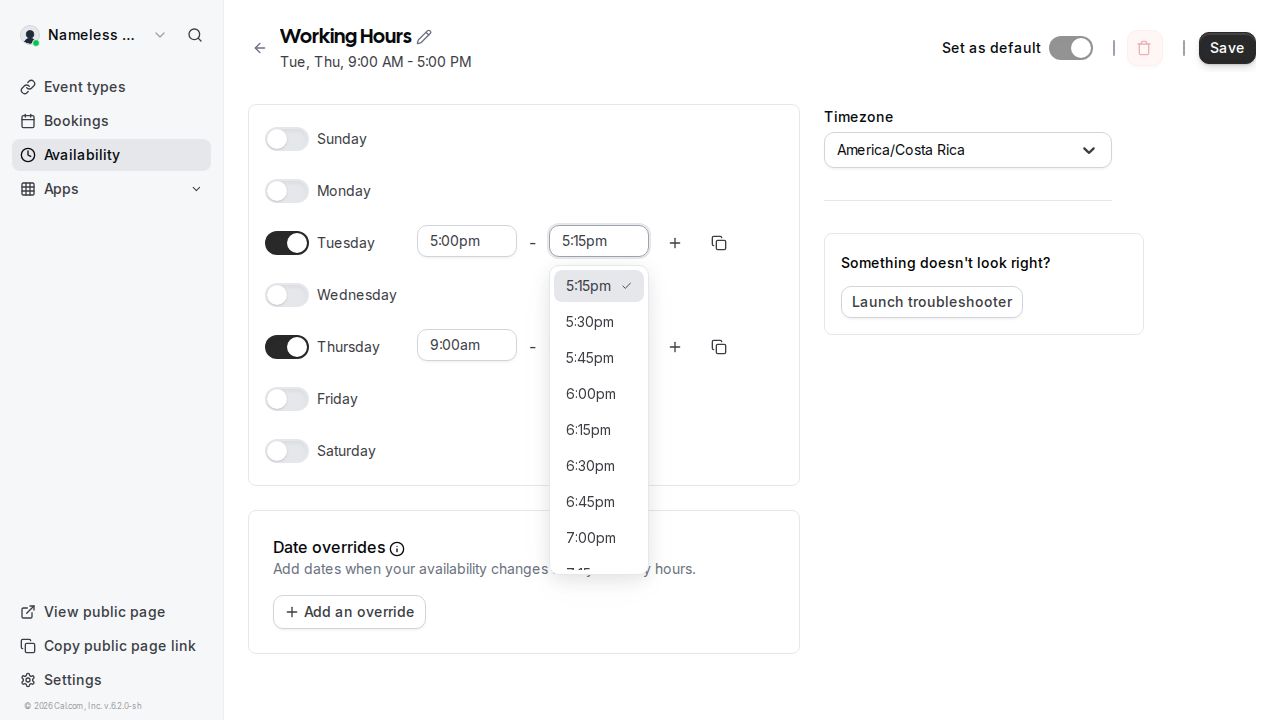 Nameless ...
Event types
Bookings
Availability
Apps
View public page
Copy public page link
Settings
© 2026 Cal.com, Inc. v.6.2.0-sh
Working Hours
Tue, Thu, 9:00 AM - 5:00 PM
Set as default
Save
Sunday
Monday
Tuesday 5:00pm - 5:15pm
Wednesday
Thursday 9:00am -
Friday
Saturday
5:15pm
5:30pm
5:45pm
6:00pm
6:15pm
6:30pm
6:45pm
7:00pm
Date overrides
Add dates when your availability changes
hours.
Add an override
Timezone
America/Costa Rica
Something doesn't look right?
Launch troubleshooter